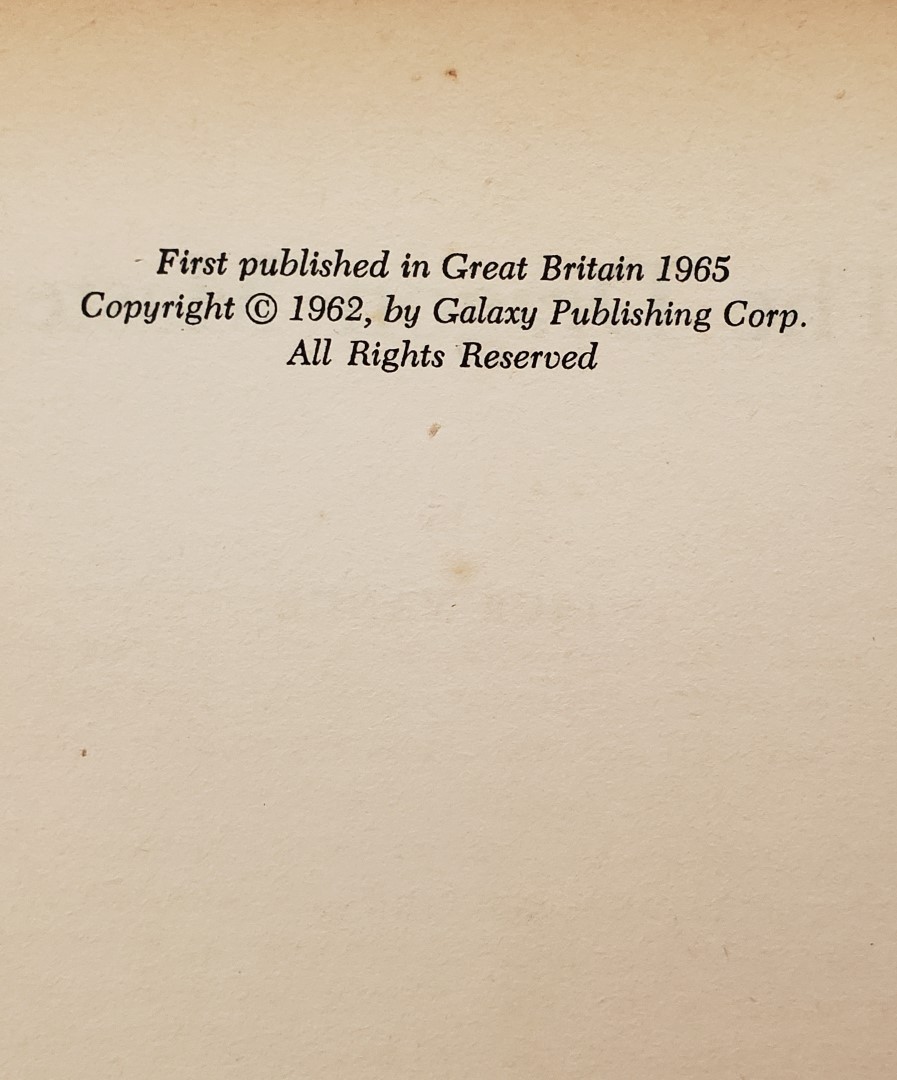 First published in Great Britain 1965
Copyright © 1962, by Galaxy Publishing Corp.
All Rights Reserved